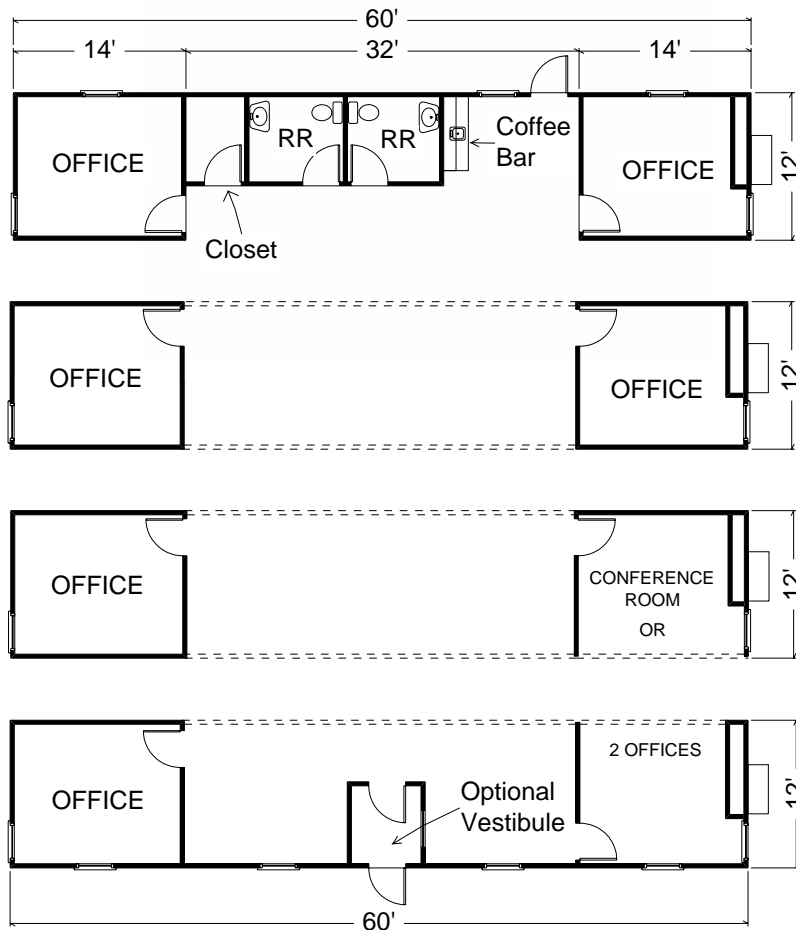 60'
14' 32' 14'
RR RR Coffee
Bar
OFFICE OFFICE 12'
Closet
OFFICE OFFICE 12'
OFFICE CONFERENCE
ROOM
OR
12'
2 OFFICES
OFFICE Optional
Vestibule
12'
60'